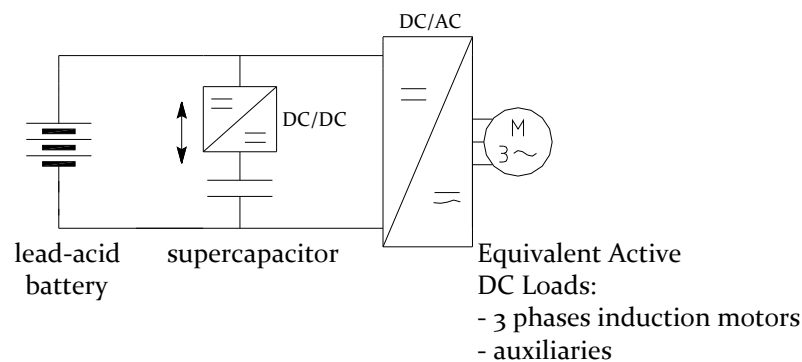 DC/AC
DC/DC
M
3~
lead-acid
battery
supercapacitor
Equivalent Active
DC Loads:
- 3 phases induction motors
- auxiliaries